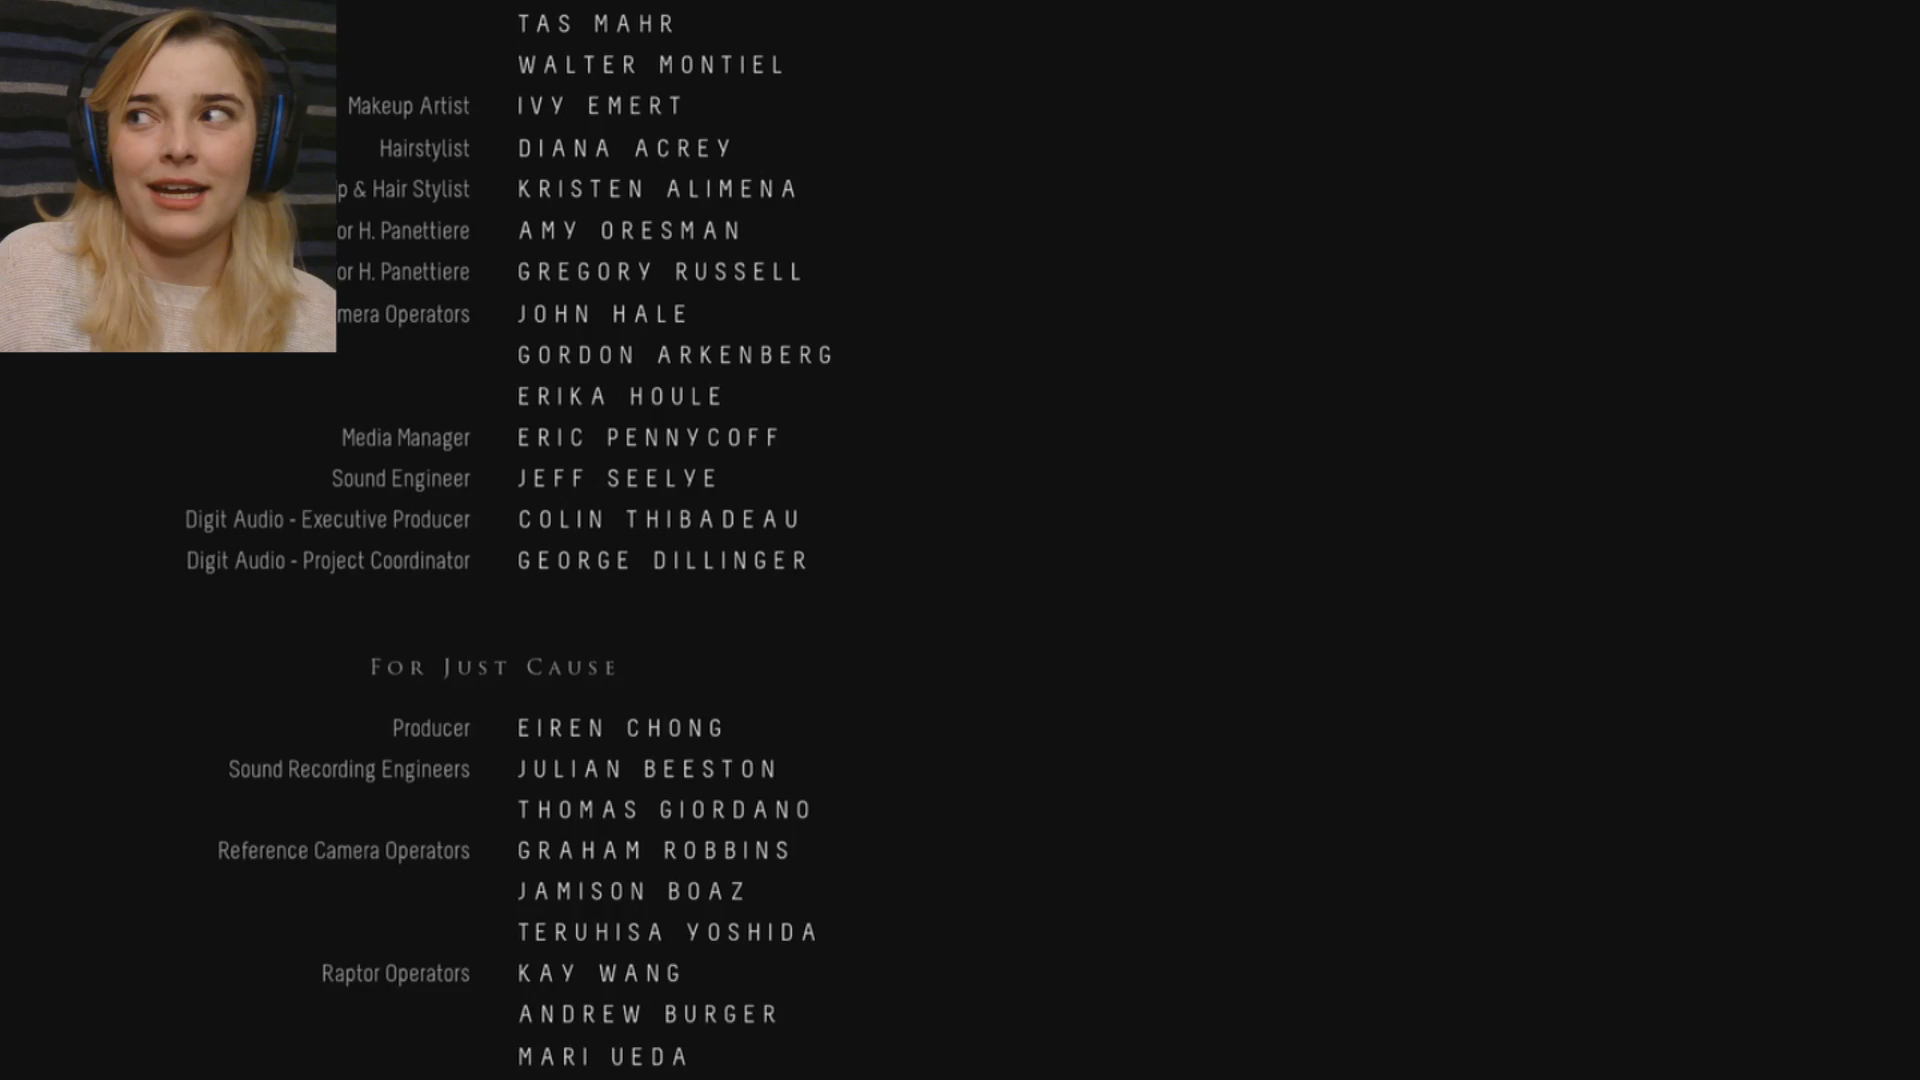 TAS MAHR
WALTER MONTIEL
Makeup Artist IVY EMERT
Hairstylist DIANA ACREY
p & Hair Stylist KRISTEN ALIMENA
or H. Panettiere AMY ORESMAN
or H. Panettiere GREGORY RUSSELL
mera Operators JOHN HALE
GORDON ARKENBERG
ERIKA HOULE
Media Manager ERIC PENNYCOFF
Sound Engineer JEFF SEELYE
Digit Audio - Executive Producer COLIN THIBADEAU
Digit Audio - Project Coordinator GEORGE DILLINGER
FOR JUST CAUSE
Producer EIREN CHONG
Sound Recording Engineers JULIAN BEESTON
THOMAS GIORDANO
Reference Camera Operators GRAHAM ROBBINS
JAMISON BOAZ
TERUHISA YOSHIDA
Raptor Operators KAY WANG
ANDREW BURGER
MARI UEDA